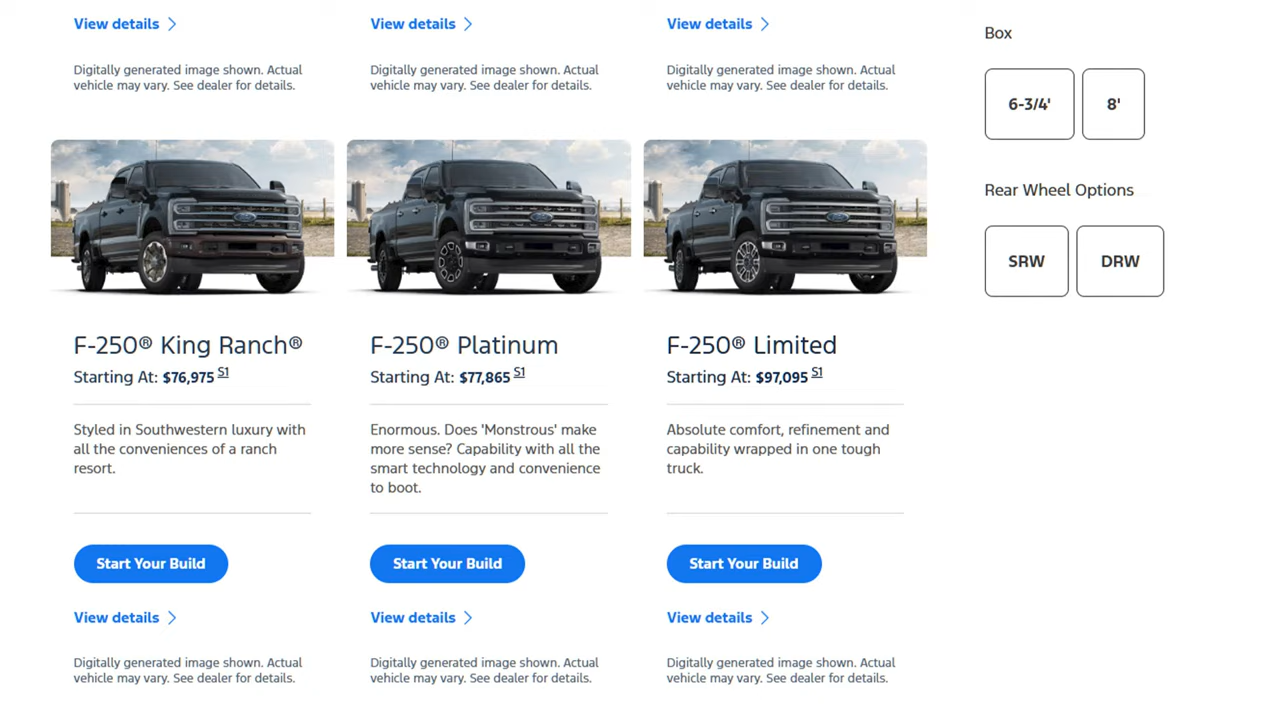 View details
View details
View details
Digitally generated image shown. Actual
vehicle may vary. See dealer for details.
Digitally generated image shown. Actual
vehicle may vary. See dealer for details.
Digitally generated image shown. Actual
vehicle may vary. See dealer for details.
F-250® King Ranch®
Starting At: $76,975 S1
Styled in Southwestern luxury with
all the conveniences of a ranch
resort.
Start Your Build
View details
Digitally generated image shown. Actual
vehicle may vary. See dealer for details.
F-250® Platinum
Starting At: $77,865 S1
Enormous. Does 'Monstrous' make
more sense? Capability with all the
smart technology and convenience
to boot.
Start Your Build
View details
Digitally generated image shown. Actual
vehicle may vary. See dealer for details.
F-250® Limited
Starting At: $97,095 S1
Absolute comfort, refinement and
capability wrapped in one tough
truck.
Start Your Build
View details
Digitally generated image shown. Actual
vehicle may vary. See dealer for details.
Box
6-3/4'
8'
Rear Wheel Options
SRW
DRW